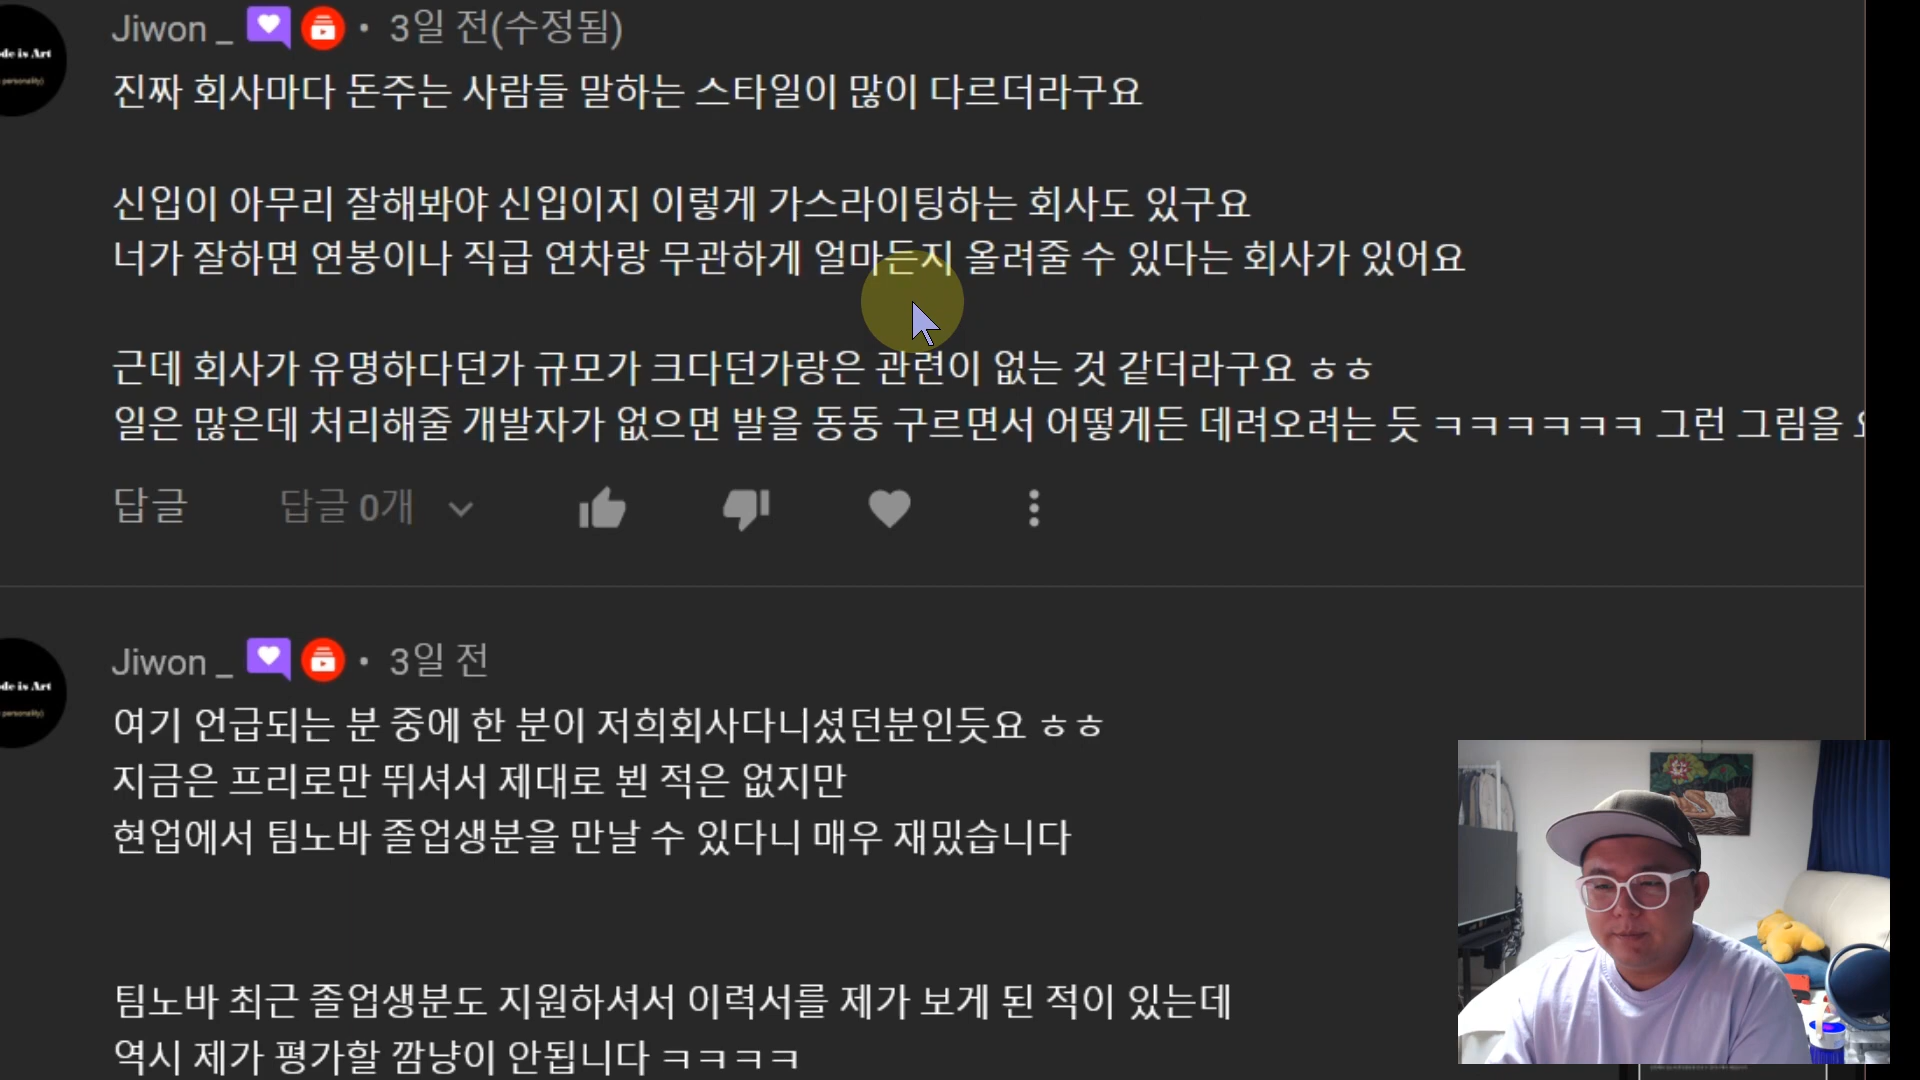 Jiwon _ • 3일 전(수정됨)
de is Art
personality)
진짜 회사마다 돈주는 사람들 말하는 스타일이 많이 다르더라구요
신입이 아무리 잘해봐야 신입이지 이렇게 가스라이팅하는 회사도 있구요
너가 잘하면 연봉이나 직급 연차랑 무관하게 얼마든지 올려줄 수 있다는 회사가 있어요
근데 회사가 유명하다던가 규모가 크다던가랑은 관련이 없는 것 같더라구요 ㅎㅎ
일은 많은데 처리해줄 개발자가 없으면 발을 동동 구르면서 어떻게든 데려오려는 듯 ㅋㅋㅋㅋㅋㅋ 그런 그림을
답글 답글 0개
Jiwon _ • 3일 전
de is Art
personality)
여기 언급되는 분 중에 한 분이 저희회사다니셨던분인듯요 ㅎㅎ
지금은 프리로만 뛰셔서 제대로 뵌 적은 없지만
현업에서 팀노바 졸업생분을 만날 수 있다니 매우 재밌습니다
팀노바 최근 졸업생분도 지원하셔서 이력서를 제가 보게 된 적이 있는데
역시 제가 평가할 깜냥이 안됩니다 ㅋㅋㅋㅋ